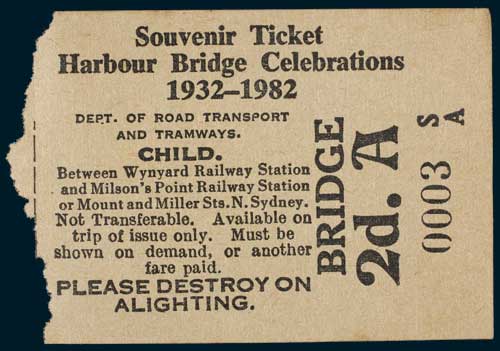 Souvenir Ticket
Harbour Bridge Celebrations
1932–1982
DEPT. OF ROAD TRANSPORT
AND TRAMWAYS.
CHILD.
Between Wynyard Railway Station
and Milson's Point Railway Station
or Mount and Miller Sts. N. Sydney.
Not Transferable. Available on
trip of issue only. Must be
shown on demand, or another
fare paid.
PLEASE DESTROY ON
ALIGHTING.
BRIDGE
2d. A
0003
S
A